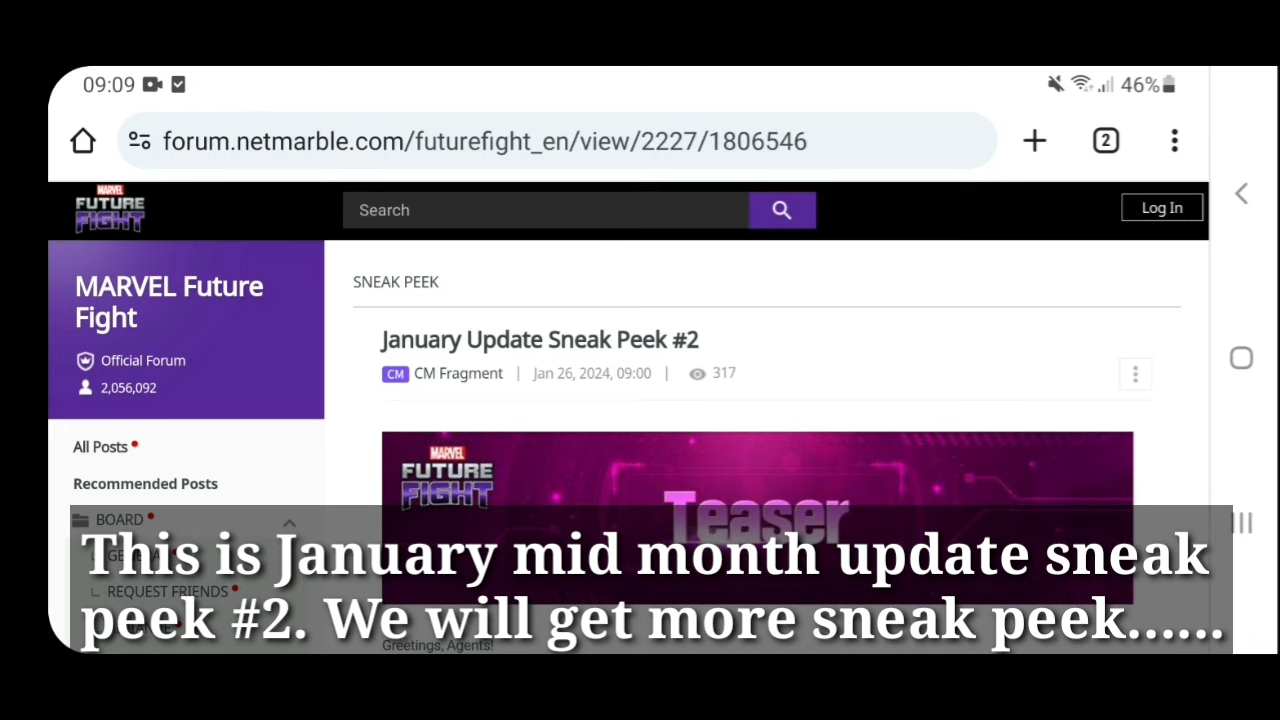 09:09
46%
forum.netmarble.com/futurefight_en/view/2227/1806546
2
MARVEL
FUTURE
FIGHT
Search
Log In
MARVEL Future
Fight
Official Forum
2,056,092
All Posts
Recommended Posts
BOARD
REQUEST FRIENDS
SNEAK PEEK
January Update Sneak Peek #2
CM CM Fragment | Jan 26, 2024, 09:00 | 317
MARVEL
FUTURE
FIGHT
Teaser
Greetings, Agents!
This is January mid month update sneak
peek #2. We will get more sneak peek......